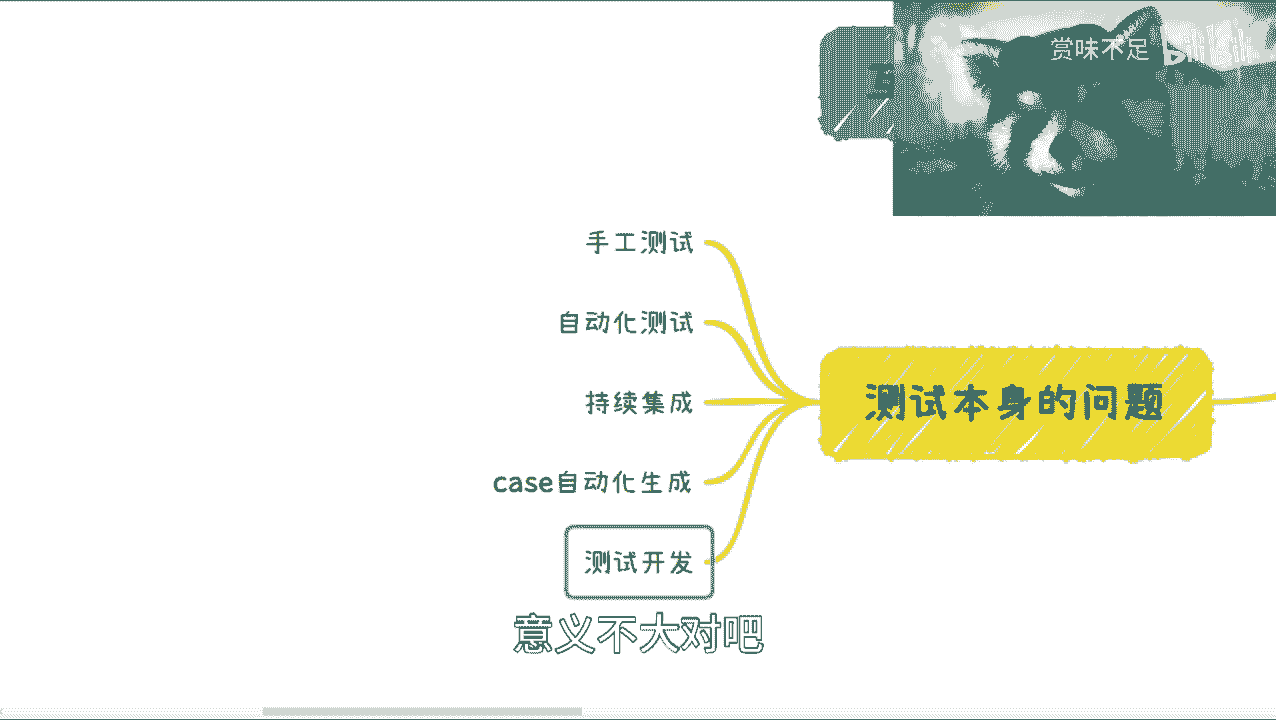 赏味不足
手工测试
自动化测试
持续集成
测试本身的问题
case自动化生成
测试开发
意义不大对吧